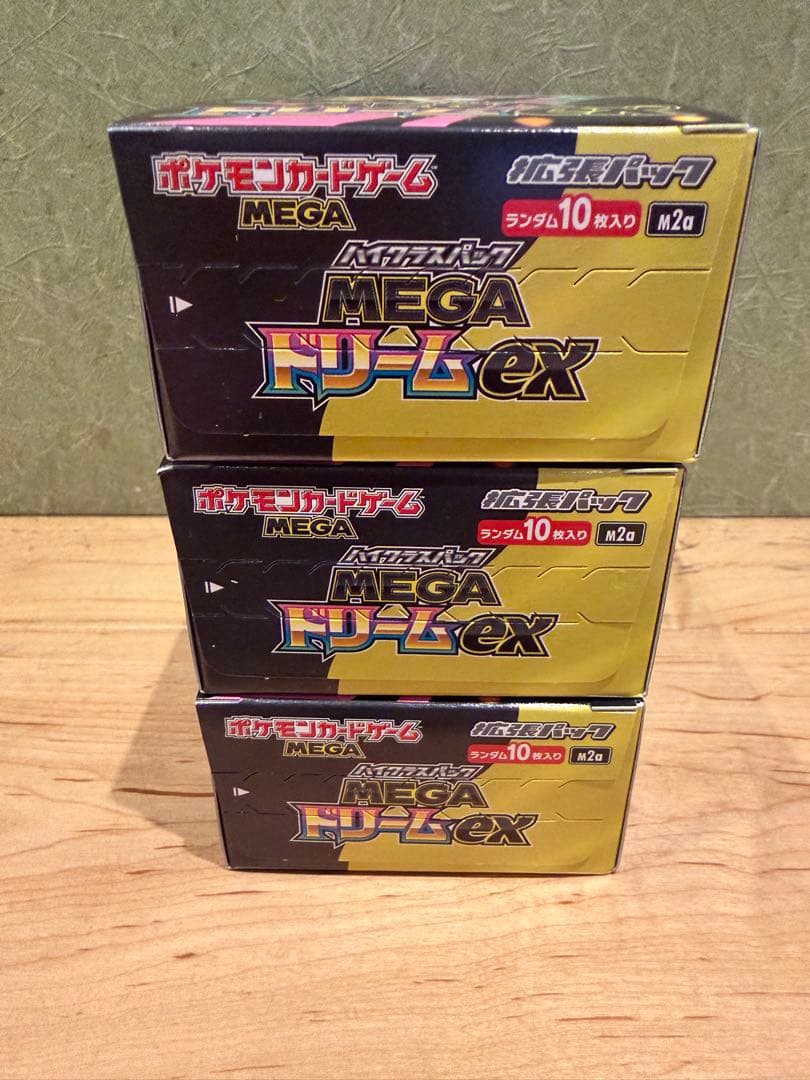 ポケモンカードゲーム
MEGA
拡張パック
ランダム10枚入り M2a
ハイクラスパック
MEGA
ドリームex
ポケモンカードゲーム
MEGA
拡張パック
ランダム10枚入り M2a
ハイクラスパック
MEGA
ドリームex
ポケモンカードゲーム
MEGA
拡張パック
ランダム10枚入り M2a
ハイクラスパック
MEGA
ドリームex